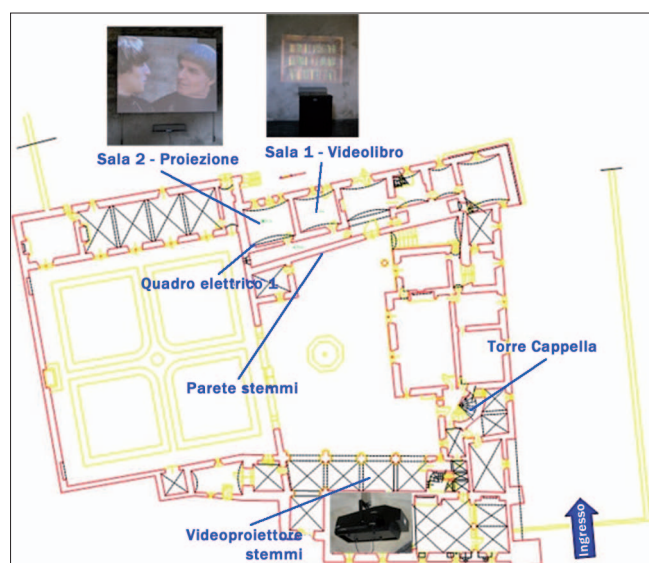 Sala 2 - Proiezione
Sala 1 - Videolibro
Quadro elettrico 1
Parete stemmi
Torre Cappella
Videoproiettore
stemmi
Ingresso